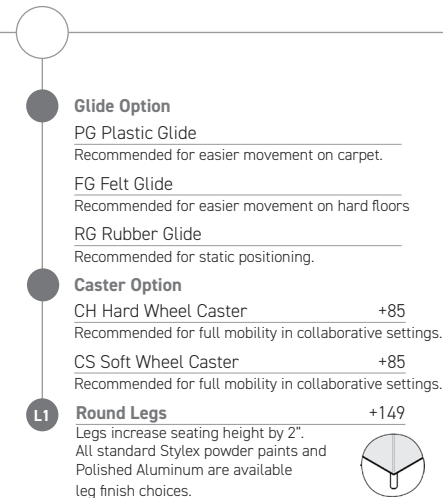 Glide Option
PG Plastic Glide
Recommended for easier movement on carpet.
FG Felt Glide
Recommended for easier movement on hard floors
RG Rubber Glide
Recommended for static positioning.
Caster Option
CH Hard Wheel Caster +85
Recommended for full mobility in collaborative settings.
CS Soft Wheel Caster +85
Recommended for full mobility in collaborative settings.
L1 Round Legs +149
Legs increase seating height by 2".
All standard Stylex powder paints and
Polished Aluminum are available
leg finish choices.